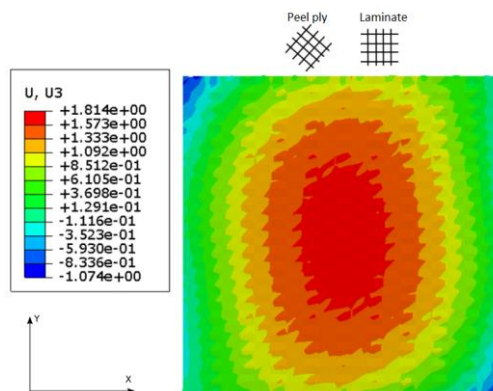 Peel ply Laminate
U, U3
+1.814e+00
+1.573e+00
+1.333e+00
+1.092e+00
+8.512e-01
+6.105e-01
+3.698e-01
+1.291e-01
-1.116e-01
-3.523e-01
-5.930e-01
-8.336e-01
-1.074e+00
Y
X